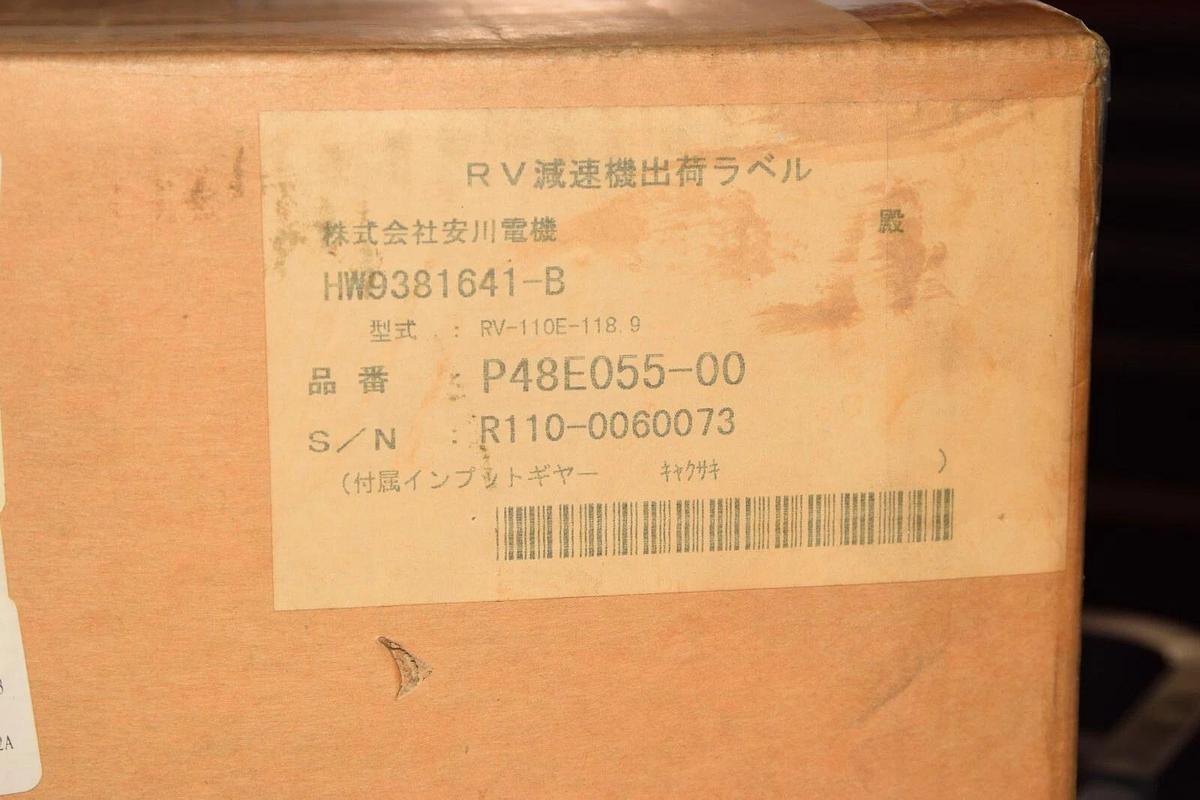 RV減速機出荷ラベル
株式会社安川電機 殿
HW9381641-B
型式 : RV-110E-118.9
品番 : P48E055-00
S/N : R110-0060073
(付属インプットギヤー ｷｬｸｻｷ )
2A